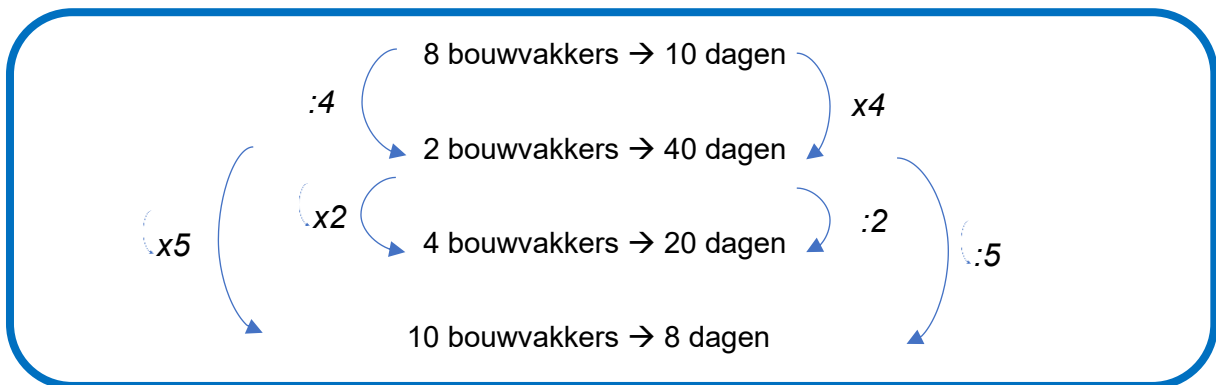 8 bouwvakkers → 10 dagen
:4
x4
2 bouwvakkers → 40 dagen
x2
:2
x5
4 bouwvakkers → 20 dagen
:5
10 bouwvakkers → 8 dagen